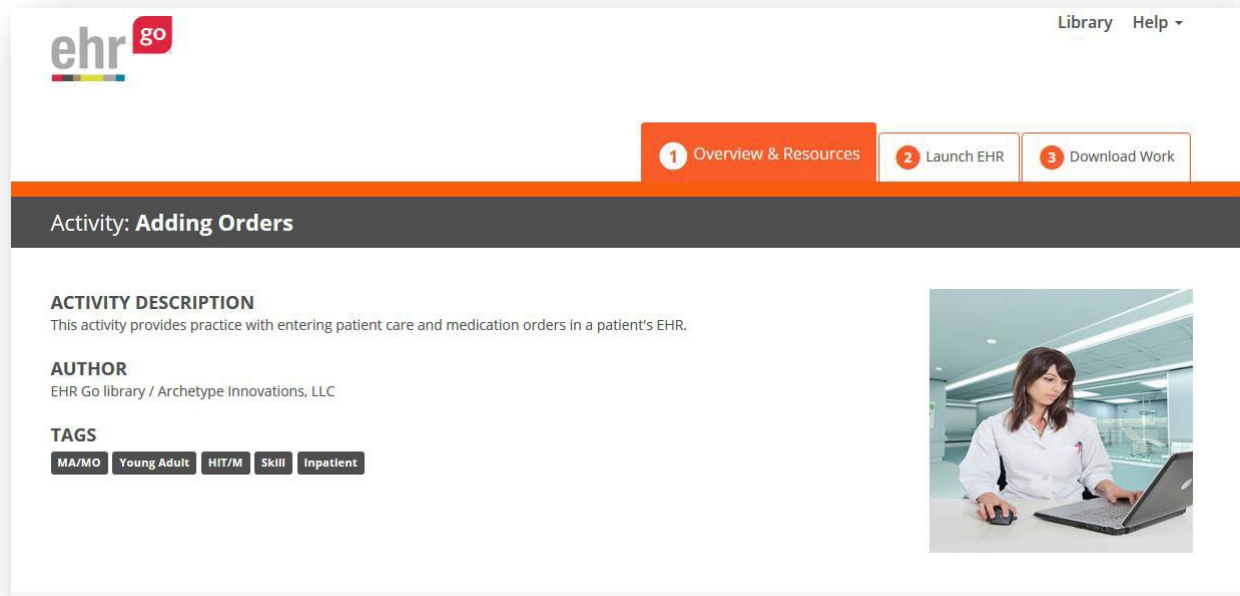 ehr go
Library Help
1 Overview & Resources 2 Launch EHR 3 Download Work
Activity: Adding Orders
ACTIVITY DESCRIPTION
This activity provides practice with entering patient care and medication orders in a patient's EHR.
AUTHOR
EHR Go library / Archetype Innovations, LLC
TAGS
MA/MO Young Adult HIT/M Skill Inpatient